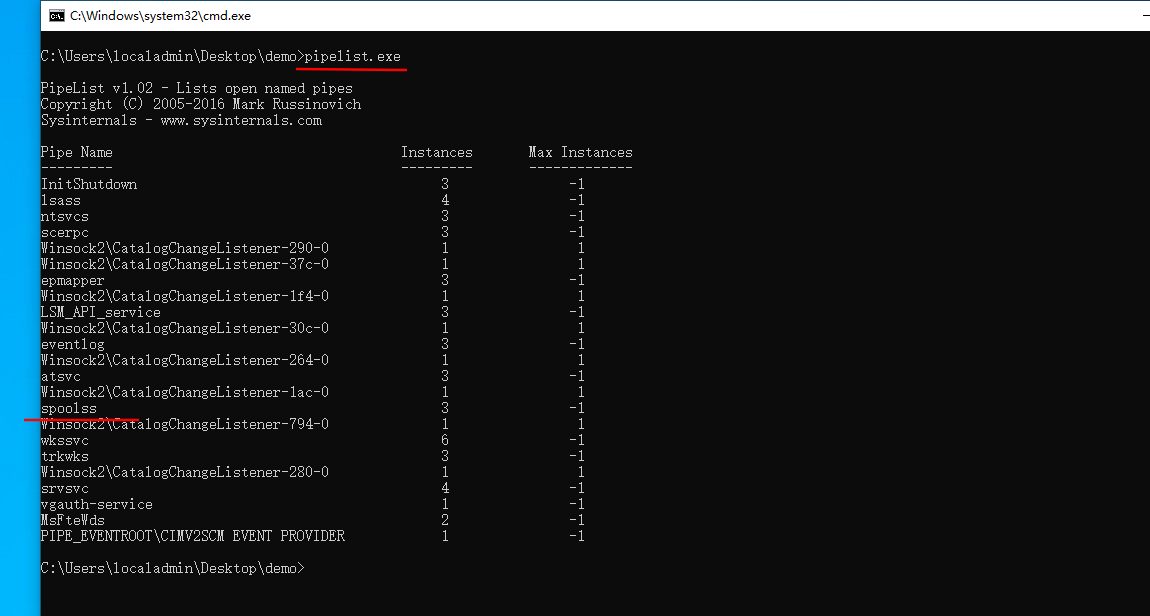 C:\Windows\system32\cmd.exe
C:\Users\localadmin\Desktop\demo>pipelist.exe
PipeList v1.02 - Lists open named pipes
Copyright (C) 2005-2016 Mark Russinovich
Sysinternals - www.sysinternals.com
Pipe Name Instances Max Instances
--------- --------- -------------
InitShutdown 3 -1
lsass 4 -1
ntsvcs 3 -1
scerpc 3 -1
Winsock2\CatalogChangeListener-290-0 1 1
Winsock2\CatalogChangeListener-37c-0 1 1
epmapper 3 -1
Winsock2\CatalogChangeListener-1f4-0 1 1
LSM_API_service 3 -1
Winsock2\CatalogChangeListener-30c-0 1 1
eventlog 3 -1
Winsock2\CatalogChangeListener-264-0 1 1
atsvc 3 -1
Winsock2\CatalogChangeListener-1ac-0 1 1
spoolss 3 -1
Winsock2\CatalogChangeListener-794-0 1 1
wkssvc 6 -1
trkwks 3 -1
Winsock2\CatalogChangeListener-280-0 1 1
srvsvc 4 -1
vgauth-service 1 -1
MsFteWds 2 -1
PIPE_EVENTROOT\CIMV2SCM EVENT PROVIDER 1 -1
C:\Users\localadmin\Desktop\demo>